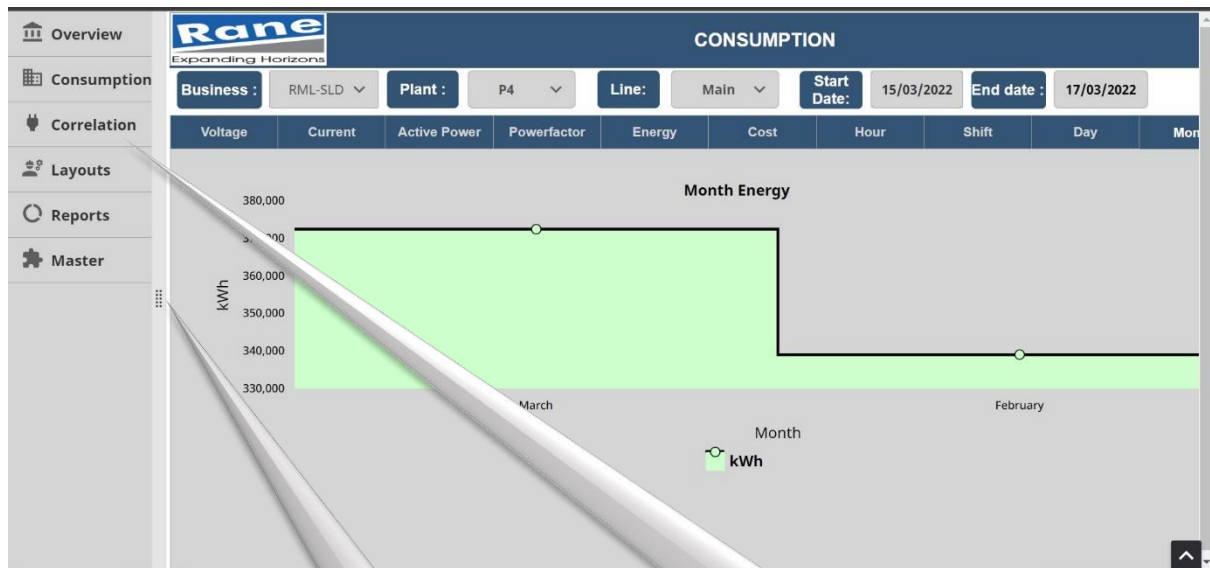 Overview
Consumption
Correlation
Layouts
Reports
Master
Rane
Expanding Horizons
CONSUMPTION
Business : RML-SLD Plant : P4 Line: Main Start Date: 15/03/2022 End date : 17/03/2022
Voltage Current Active Power Powerfactor Energy Cost Hour Shift Day Mon
Month Energy
kWh
380,000
360,000
350,000
340,000
330,000
March February
Month
kWh